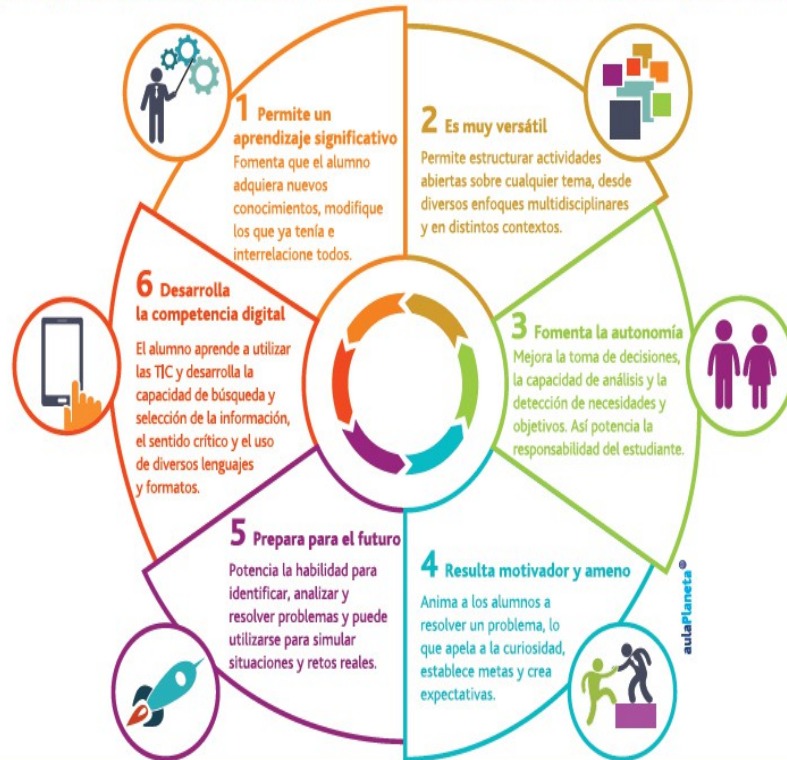 1 Permite un
aprendizaje significativo
Fomenta que el alumno
adquiera nuevos
conocimientos, modifique
los que ya tenía e
interrelacione todos.
2 Es muy versátil
Permite estructurar actividades
abiertas sobre cualquier tema, desde
diversos enfoques multidisciplinares
y en distintos contextos.
3 Fomenta la autonomía
Mejora la toma de decisiones,
la capacidad de análisis y la
detección de necesidades y
objetivos. Así potencia la
responsabilidad del estudiante.
4 Resulta motivador y ameno
Anima a los alumnos a
resolver un problema, lo
que apela a la curiosidad,
establece metas y crea
expectativas.
5 Prepara para el futuro
Potencia la habilidad para
identificar, analizar y
resolver problemas y puede
utilizarse para simular
situaciones y retos reales.
6 Desarrolla
la competencia digital
El alumno aprende a utilizar
las TIC y desarrolla la
capacidad de búsqueda y
selección de la información,
el sentido crítico y el uso
de diversos lenguajes
y formatos.
aulaPlaneta